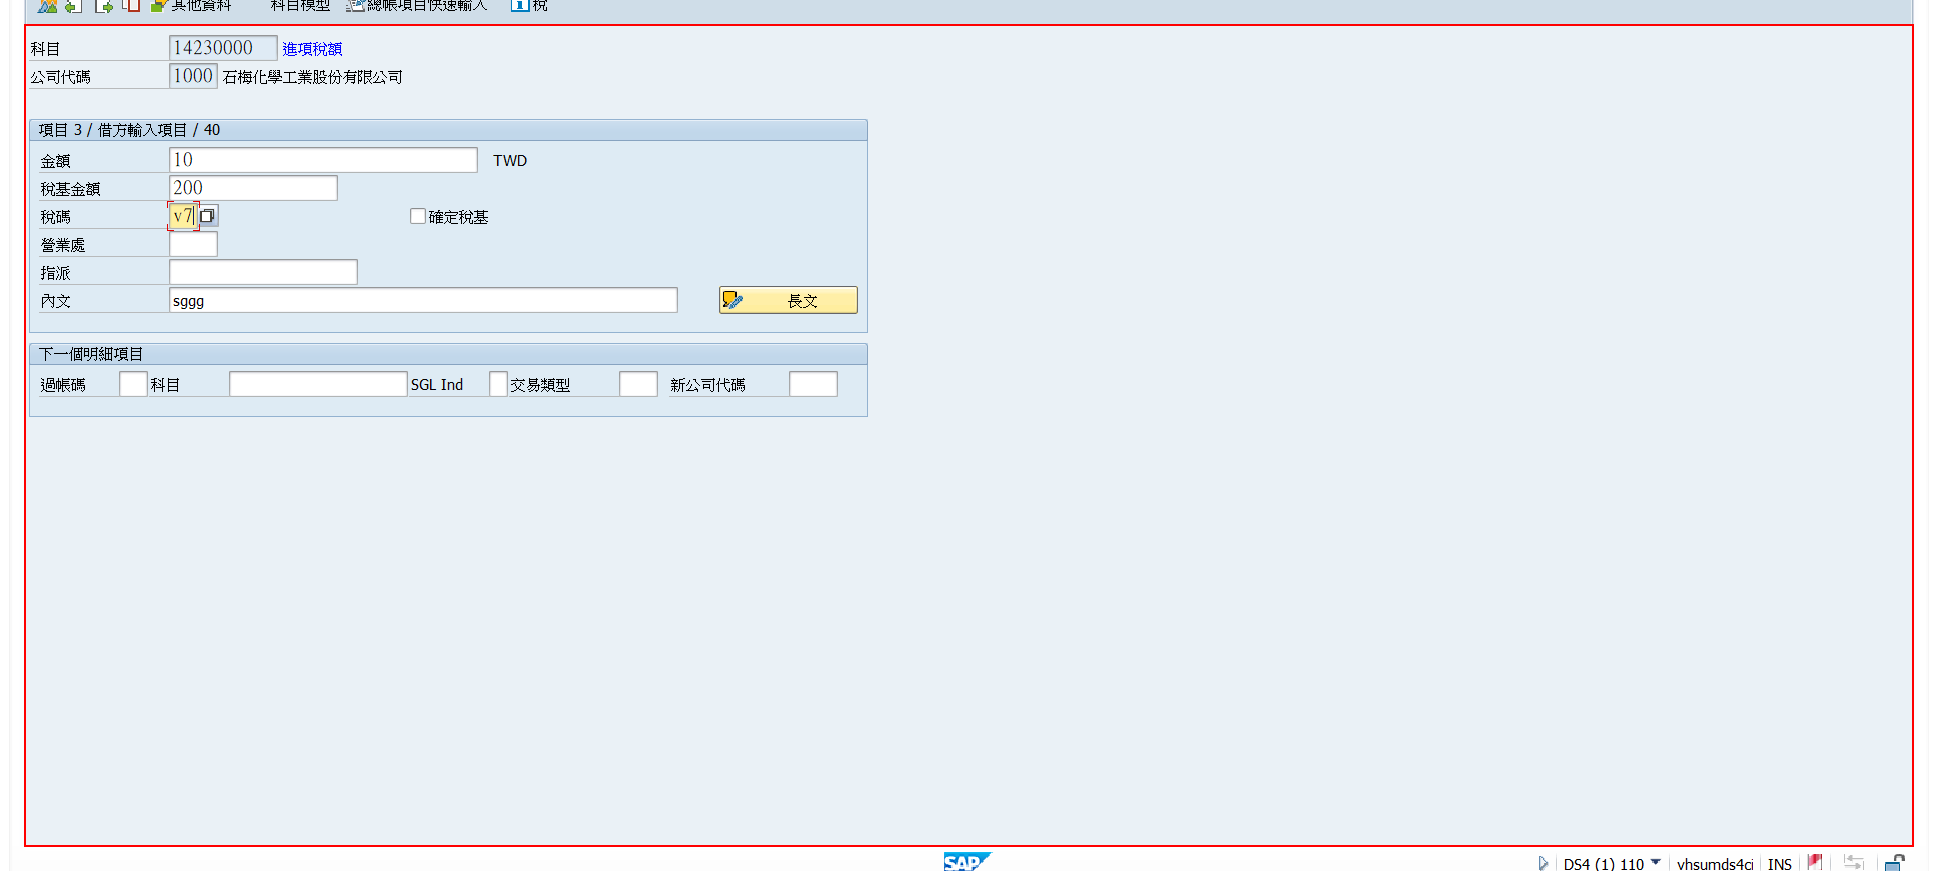 其他資料 科目模型 總帳項目快速輸入 稅
科目 14230000 進項稅額
公司代碼 1000 石梅化學工業股份有限公司
項目 3 / 借方輸入項目 / 40
金額 10 TWD
稅基金額 200
稅碼 v7 確定稅基
營業處
指派
內文 sggg 長文
下一個明細項目
過帳碼 科目 SGL Ind 交易類型 新公司代碼
SAP DS4 (1) 110 vhsumds4ci INS